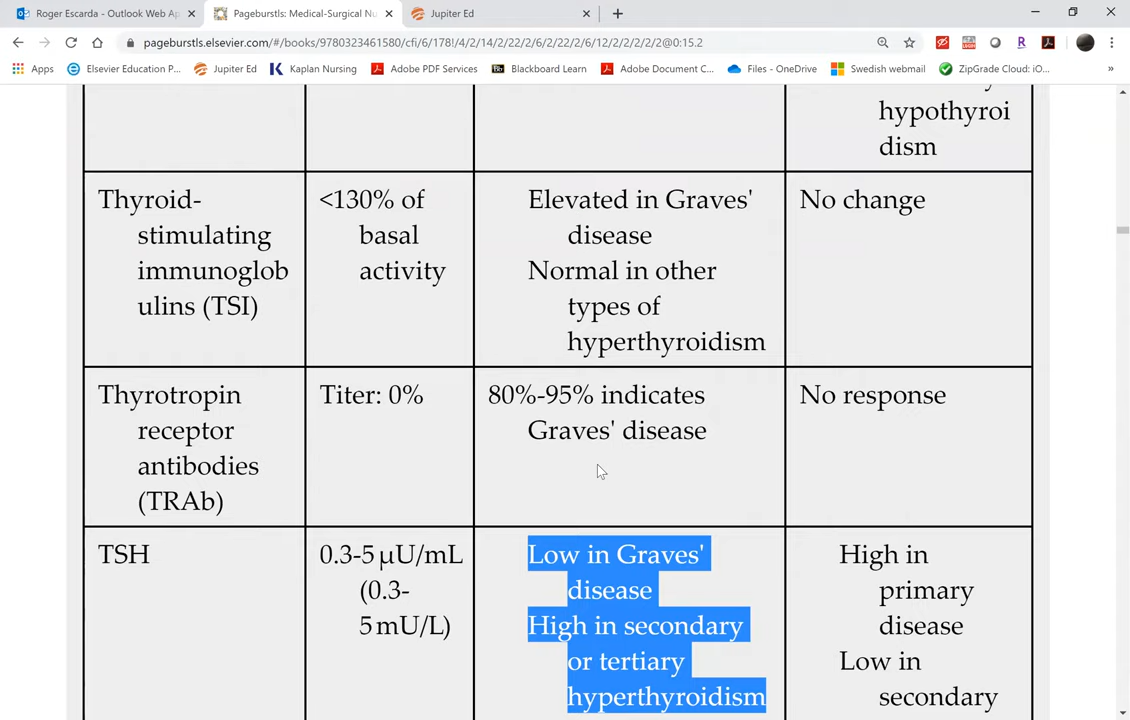 Roger Escarda - Outlook Web Ap
Pageburstls: Medical-Surgical Nu
Jupiter Ed
pageburstls.elsevier.com/#/books/9780323461580/cfi/6/178!/4/2/14/2/22/2/6/2/22/2/6/12/2/2/2/2/2@0:15.2
Apps
Elsevier Education P...
Jupiter Ed
Kaplan Nursing
Adobe PDF Services
Blackboard Learn
Adobe Document C...
Files - OneDrive
Swedish webmail
ZipGrade Cloud: iO...
»
hypothyroi
dism
Thyroid-
stimulating
immunoglob
ulins (TSI)
<130% of
basal
activity
Elevated in Graves'
disease
Normal in other
types of
hyperthyroidism
No change
Thyrotropin
receptor
antibodies
(TRAb)
Titer: 0%
80%-95% indicates
Graves' disease
No response
TSH
0.3-5 µU/mL
(0.3-
5 mU/L)
Low in Graves'
disease
High in secondary
or tertiary
hyperthyroidism
High in
primary
disease
Low in
secondary